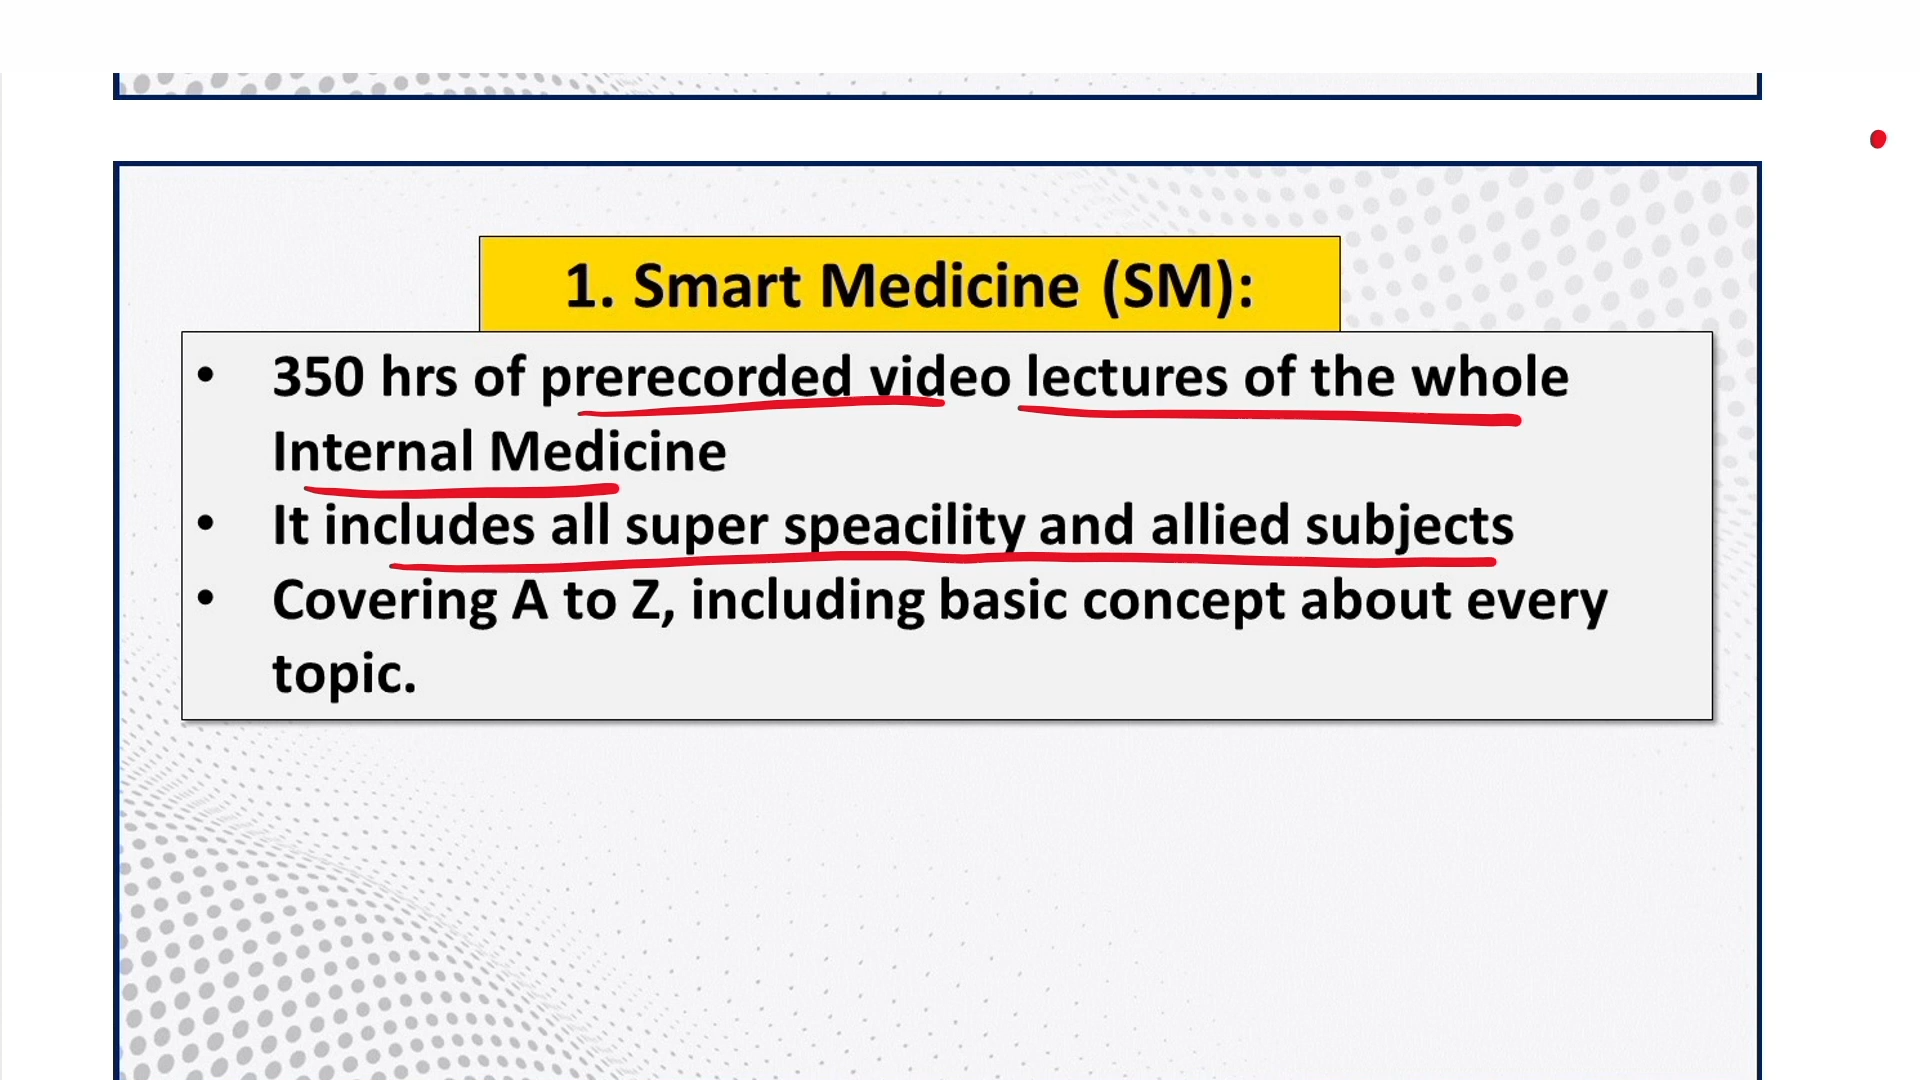 1. Smart Medicine (SM):
• 350 hrs of prerecorded video lectures of the whole
Internal Medicine
• It includes all super speacility and allied subjects
• Covering A to Z, including basic concept about every
topic.